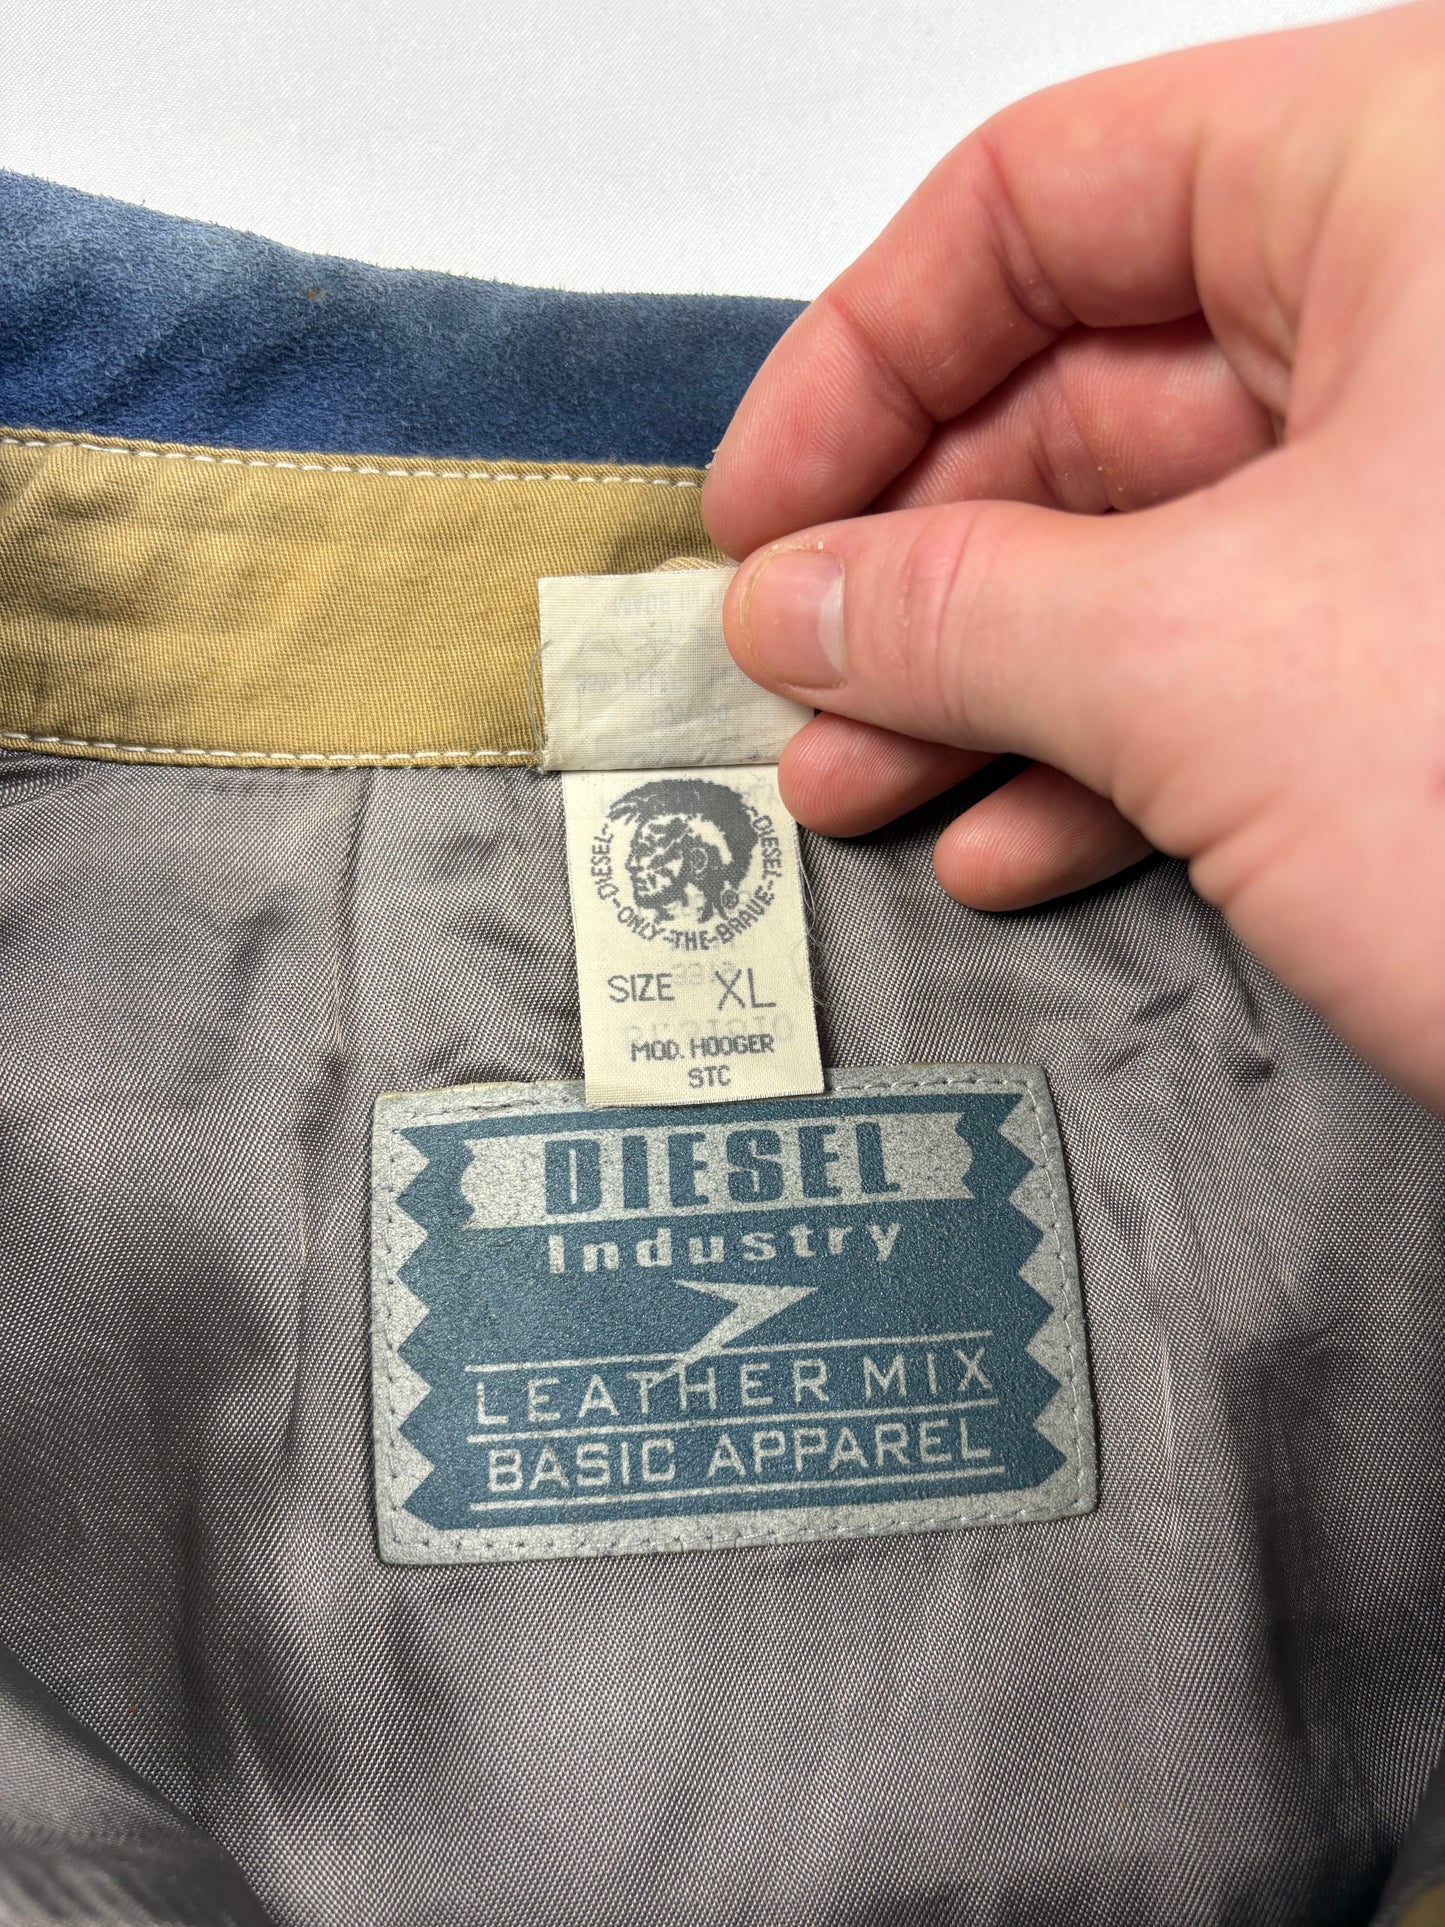 DIESEL-ONLY-THE-BRAVE-DIESEL
SIZE XL
MOD. HOOGER
STC
DIESEL
Industry
LEATHER MIX
BASIC APPAREL